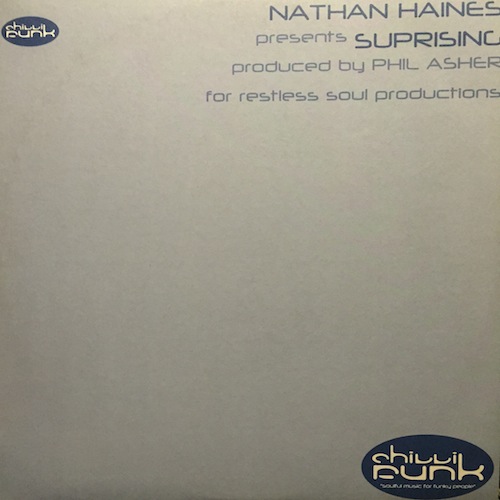 chilli
funk
NATHAN HAINES
presents SUPRISING
produced by PHIL ASHER
for restless soul productions
chilli
funk
"soulful music for funky people"